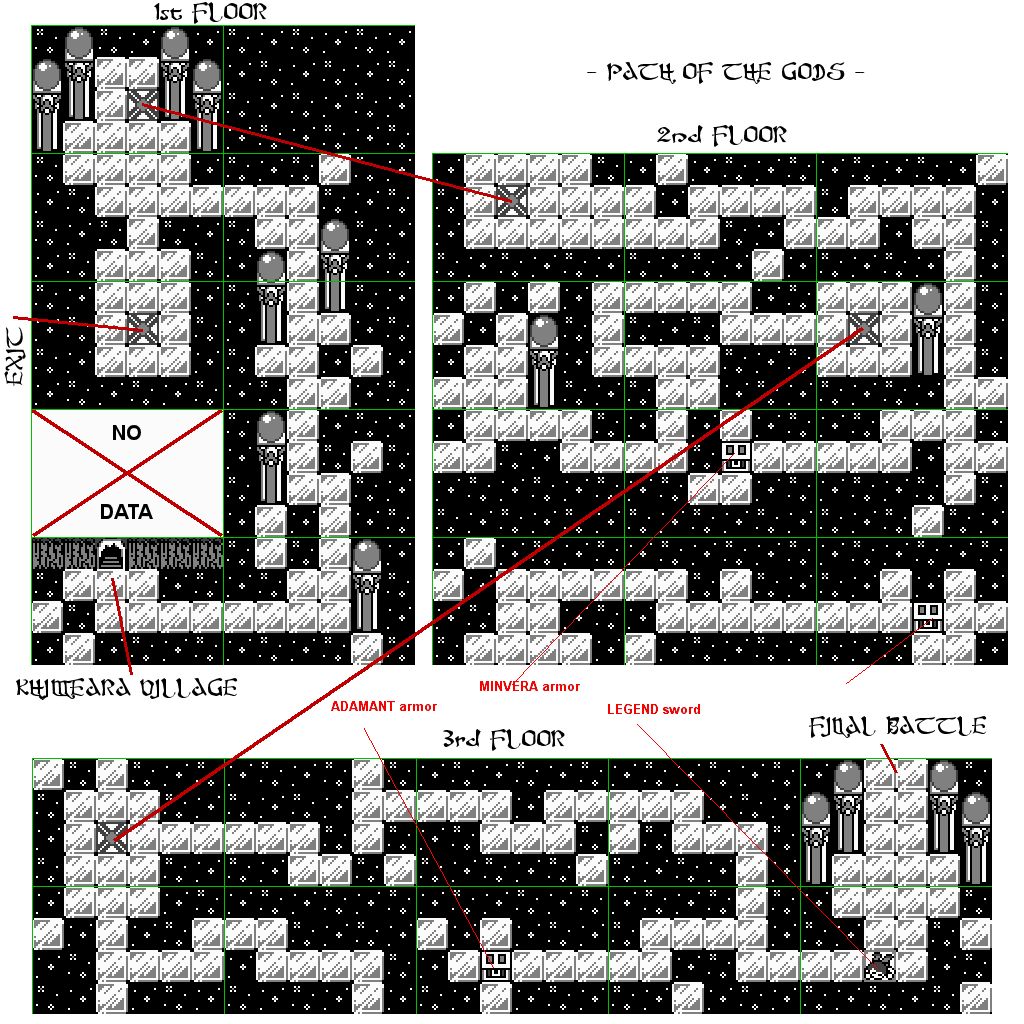 1st FLOOR
- PATH OF THE GODS -
2nd FLOOR
EXIT
NO
DATA
KHIMEARA VILLAGE
MINVERA armor
ADAMANT armor
LEGEND sword
3rd FLOOR
FINAL BATTLE